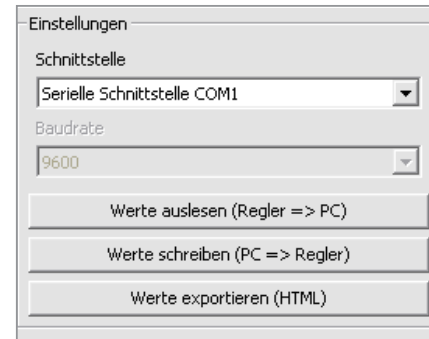 Einstellungen
Schnittstelle
Serielle Schnittstelle COM1
Baudrate
9600
Werte auslesen (Regler => PC)
Werte schreiben (PC => Regler)
Werte exportieren (HTML)